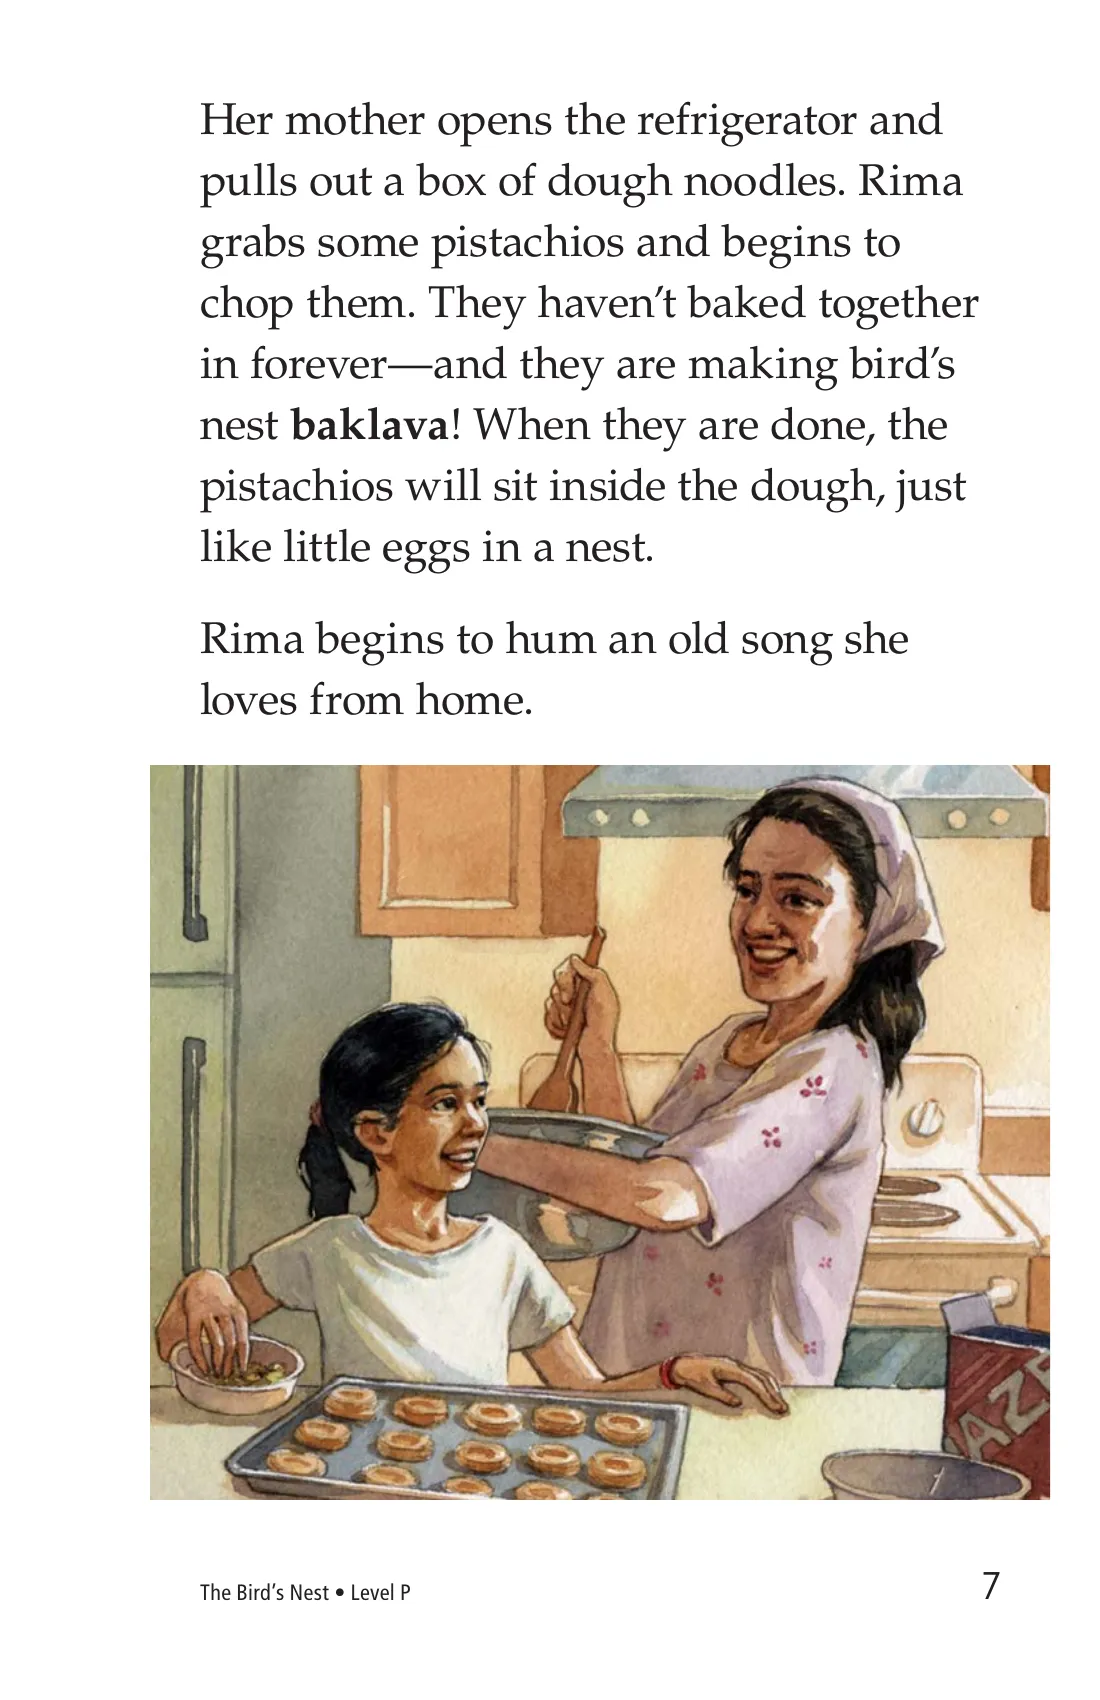 Her mother opens the refrigerator and
pulls out a box of dough noodles. Rima
grabs some pistachios and begins to
chop them. They haven’t baked together
in forever—and they are making bird’s
nest baklava! When they are done, the
pistachios will sit inside the dough, just
like little eggs in a nest.
Rima begins to hum an old song she
loves from home.
The Bird’s Nest • Level P
7